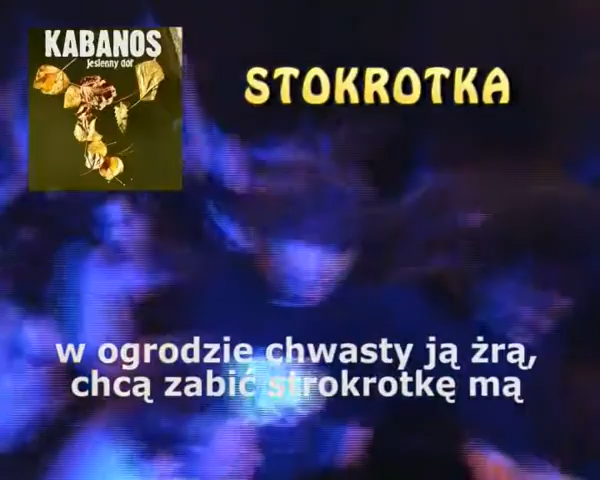 KABANOS
jesienny dół
STOKROTKA
w ogrodzie chwasty ją żrą,
chcą zabić strokrotkę mą